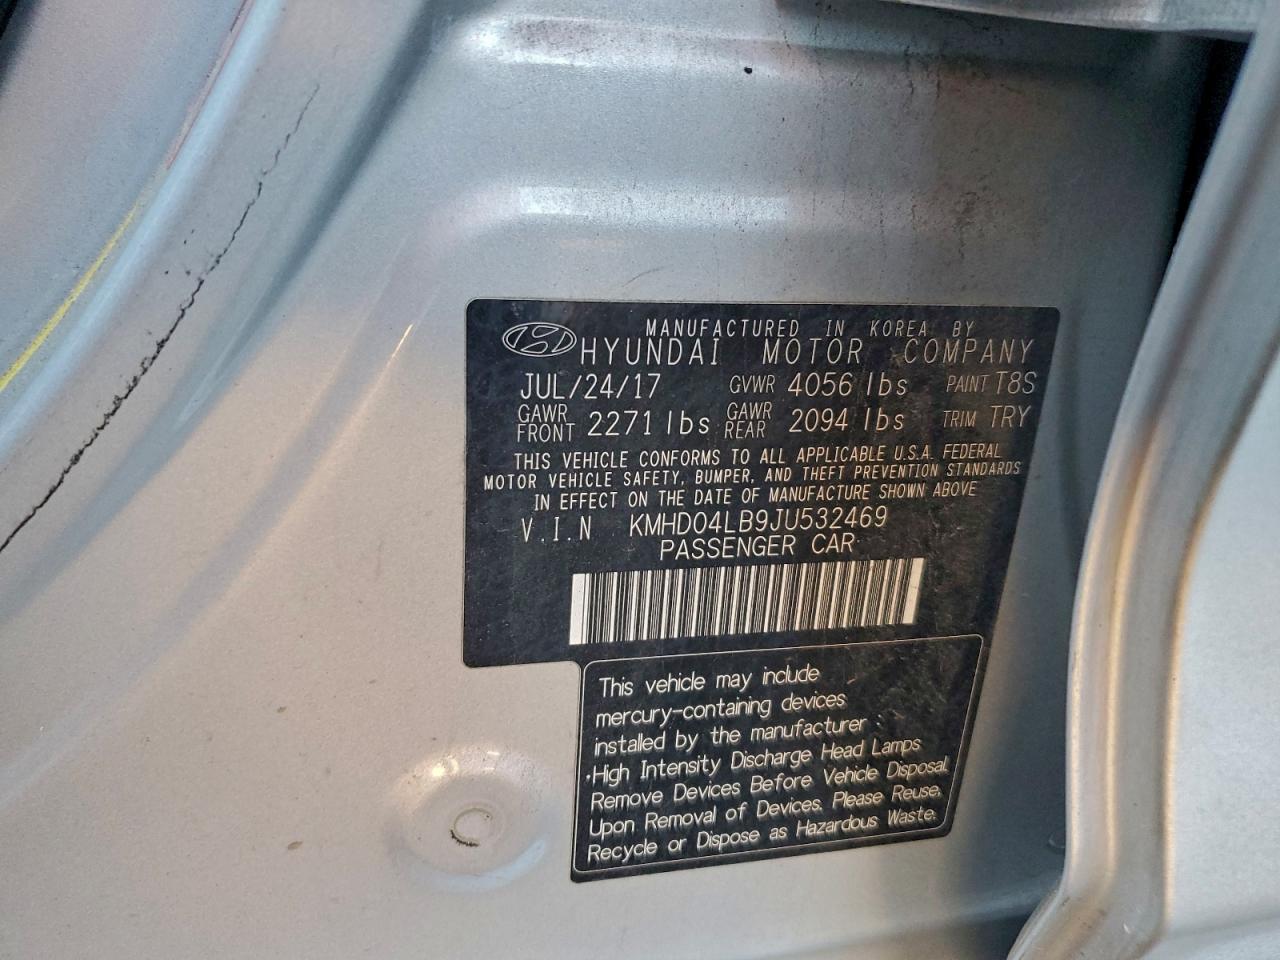 MANUFACTURED IN KOREA BY
HYUNDAI MOTOR COMPANY
JUL/24/17 GVWR 4056 lbs PAINT T8S
GAWR FRONT 2271 lbs GAWR REAR 2094 lbs TRIM TRY
THIS VEHICLE CONFORMS TO ALL APPLICABLE U.S.A. FEDERAL
MOTOR VEHICLE SAFETY, BUMPER, AND THEFT PREVENTION STANDARDS
IN EFFECT ON THE DATE OF MANUFACTURE SHOWN ABOVE
V.I.N KMHD04LB9JU532469
PASSENGER CAR
This vehicle may include
mercury-containing devices
installed by the manufacturer :
·High Intensity Discharge Head Lamps
Remove Devices Before Vehicle Disposal.
Upon Removal of Devices. Please Reuse,
Recycle or Dispose as Hazardous Waste.